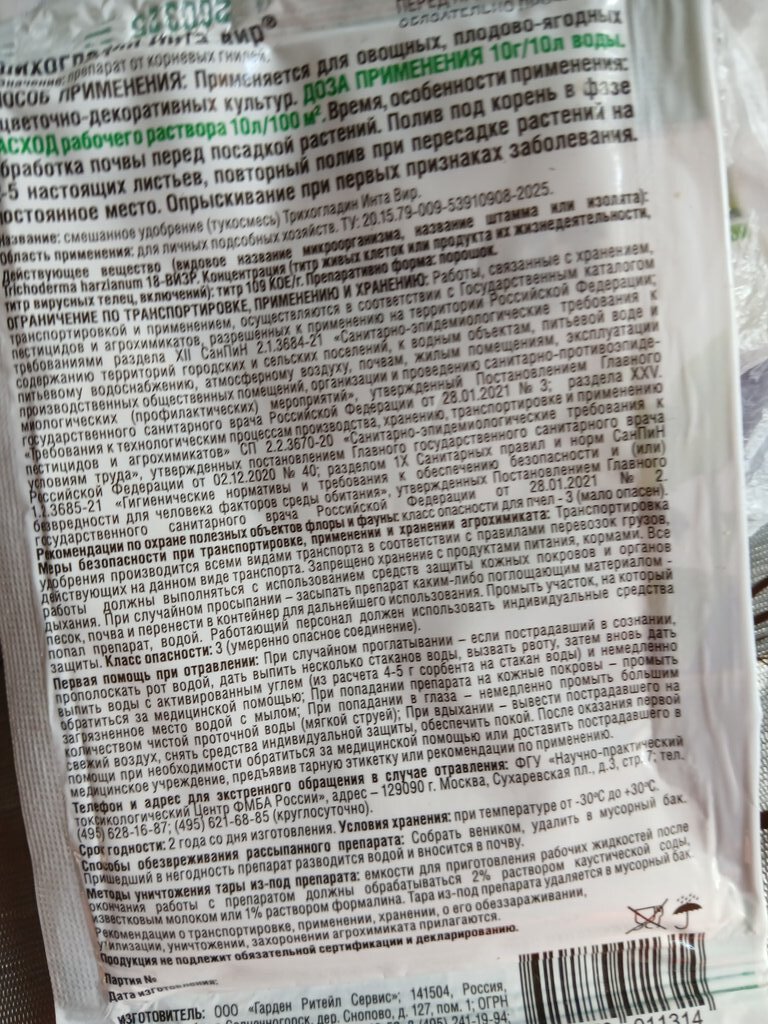 препарат от корневых гнилей.
ПРИМЕНЕНИЯ: Применяется для овощных, плодово-ягодных
цветочно-декоративных культур. ДОЗА ПРИМЕНЕНИЯ 10г/10л воды.
рабочего раствора 10л/100 м². Время, особенности применения:
почвы перед посадкой растений. Полив под корень в фазе
-5 настоящих листьев, повторный полив при пересадке растений на
место. Опрыскивание при первых признаках заболевания.
Название: смешанное удобрение (тукосмесь) Трихогладин Инта Вир.
Область применения: для личных подсобных хозяйств. ТУ: 20.15.79-009-53910908-2025.
Действующее вещество (видовое название микроорганизма, название штамма или изолята):
Trichoderma harzianum 18-ВИЗР. Концентрация (титр живых клеток или продукта их жизнедеятельности,
титр вирусных телец, включений): титр 109 КОЕ/г. Препаративно форма: порошок.
ОГРАНИЧЕНИЕ ПО ТРАНСПОРТИРОВКЕ, ПРИМЕНЕНИЮ И ХРАНЕНИЮ: Работы, связанные с хранением,
транспортировкой и применением, осуществляются в соответствии с Государственным каталогом
пестицидов и агрохимикатов, разрешённых к применению на территории Российской Федерации;
требованиями раздела XII СанПиН 2.1.3684-21 «Санитарно-эпидемиологические требования к
содержанию территорий городских и сельских поселений, к водным объектам, питьевой воде и
питьевому водоснабжению, атмосферному воздуху, почвам, жилым помещениям, эксплуатации
производственных общественных помещений, организации и проведению санитарно-противоэпиде-
миологических (профилактических) мероприятий», утвержденный Постановлением Главного
государственного санитарного врача Российской Федерации от 28.01.2021 № 3; раздела XXV.
«Требования к технологическим процессам производства, хранению, транспортировке и применению
пестицидов и агрохимикатов» СП 2.2.3670-20 «Санитарно-эпидемиологические требования к
условиям труда», утвержденных постановлением Главного государственного санитарного врача
Российской Федерации от 02.12.2020 № 40; разделом 1X Санитарных правил и норм СанПиН
1.2.3685-21 «Гигиенические нормативы и требования к обеспечению безопасности и (или)
безвредности для человека факторов среды обитания», утвержденных Постановлением Главного
государственного санитарного врача Российской Федерации от 28.01.2021 № 2.
Рекомендации по охране полезных объектов флоры и фауны: класс опасности для пчел - 3 (мало опасен).
Меры безопасности при транспортировке, применении и хранении агрохимиката: Транспортировка
удобрения производится всеми видами транспорта в соответствии с правилами перевозок грузов,
действующих на данном виде транспорта. Запрещено хранение с продуктами питания, кормами. Все
работы должны выполняться с использованием средств защиты кожных покровов и органов
дыхания. При случайном просыпании – засыпать препарат каким-либо поглощающим материалом -
песок, почва и перенести в контейнер для дальнейшего использования. Промыть участок, на который
попал препарат, водой. Работающий персонал должен использовать индивидуальные средства
защиты. Класс опасности: 3 (умеренно опасное соединение).
Первая помощь при отравлении: При случайном проглатывании – если пострадавший в сознании,
прополоскать рот водой, дать выпить несколько стаканов воды, вызвать рвоту, затем вновь дать
выпить воды с активированным углем (из расчета 4-5 г сорбента на стакан воды) и немедленно
обратиться за медицинской помощью; При попадании препарата на кожные покровы – промыть
загрязненное место водой с мылом; При попадании в глаза – немедленно промыть большим
количеством чистой проточной воды (мягкой струей); При вдыхании – вывести пострадавшего на
свежий воздух, снять средства индивидуальной защиты, обеспечить покой. После оказания первой
помощи при необходимости обратиться за медицинской помощью или доставить пострадавшего в
медицинское учреждение, предъявив тарную этикетку или рекомендации по применению.
Телефон и адрес для экстренного обращения в случае отравления: ФГУ «Научно-практический
токсикологический Центр ФМБА России», адрес – 129090 г. Москва, Сухаревская пл., д.3, стр. 7; тел.
(495) 628-16-87; (495) 621-68-85 (круглосуточно).
Срок годности: 2 года со дня изготовления. Условия хранения: при температуре от -30°С до +30°С.
Способы обезвреживания рассыпанного препарата: Собрать веником, удалить в мусорный бак.
Пришедший в негодность препарат разводится водой и вносится в почву.
Методы уничтожения тары из-под препарата: емкости для приготовления рабочих жидкостей после
окончания работы с препаратом должны обрабатываться 2% раствором каустической соды,
известковым молоком или 1% раствором формалина. Тара из-под препарата удаляется в мусорный бак.
Рекомендации о транспортировке, применении, хранении, о его обеззараживании,
утилизации, уничтожении, захоронении агрохимиката прилагаются.
Продукция не подлежит обязательной сертификации и декларированию.
Партия №
Дата изготовления:
ИЗГОТОВИТЕЛЬ: ООО «Гарден Ритейл Сервис»; 141504, Россия,
дер. Снопово, д. 127, пом. 1; ОГРН
8 (495) 241-19-94;
011314